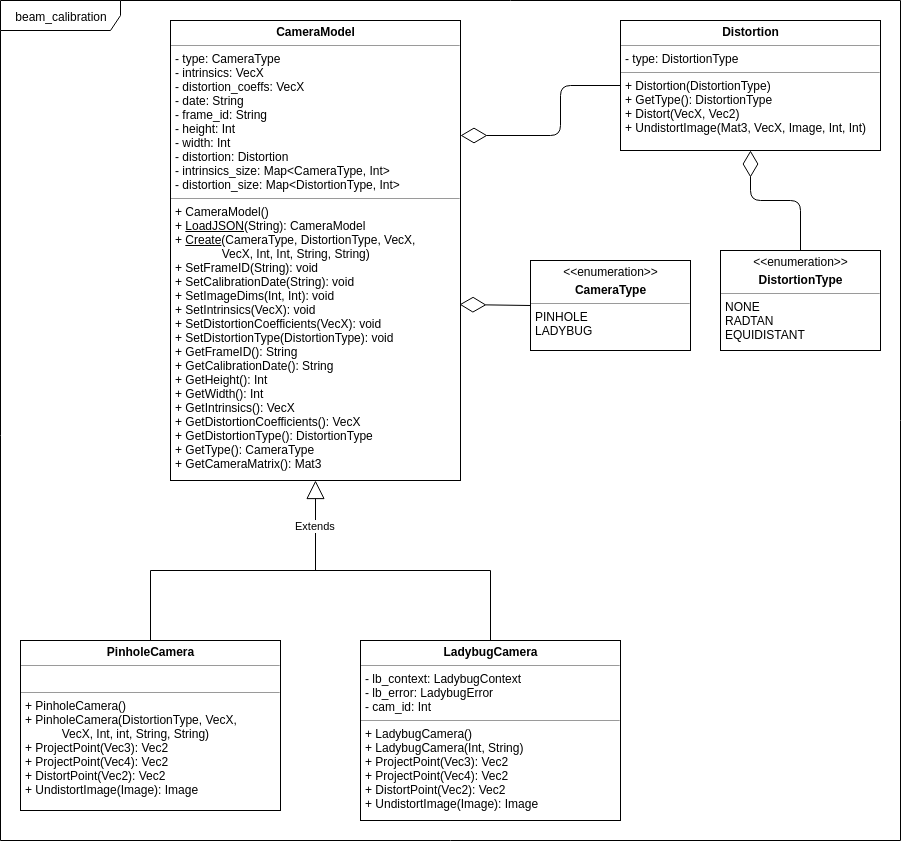 beam_calibration
CameraModel
- type: CameraType
- intrinsics: VecX
- distortion_coeffs: VecX
- date: String
- frame_id: String
- height: Int
- width: Int
- distortion: Distortion
- intrinsics_size: Map<CameraType, Int>
- distortion_size: Map<DistortionType, Int>
+ CameraModel()
+ LoadJSON(String): CameraModel
+ Create(CameraType, DistortionType, VecX,
VecX, Int, Int, String, String)
+ SetFrameID(String): void
+ SetCalibrationDate(String): void
+ SetImageDims(Int, Int): void
+ SetIntrinsics(VecX): void
+ SetDistortionCoefficients(VecX): void
+ SetDistortionType(DistortionType): void
+ GetFrameID(): String
+ GetCalibrationDate(): String
+ GetHeight(): Int
+ GetWidth(): Int
+ GetIntrinsics(): VecX
+ GetDistortionCoefficients(): VecX
+ GetDistortionType(): DistortionType
+ GetType(): CameraType
+ GetCameraMatrix(): Mat3
Distortion
- type: DistortionType
+ Distortion(DistortionType)
+ GetType(): DistortionType
+ Distort(VecX, Vec2)
+ UndistortImage(Mat3, VecX, Image, Int, Int)
<<enumeration>>
CameraType
PINHOLE
LADYBUG
<<enumeration>>
DistortionType
NONE
RADTAN
EQUIDISTANT
Extends
PinholeCamera
+ PinholeCamera()
+ PinholeCamera(DistortionType, VecX,
VecX, Int, int, String, String)
+ ProjectPoint(Vec3): Vec2
+ ProjectPoint(Vec4): Vec2
+ DistortPoint(Vec2): Vec2
+ UndistortImage(Image): Image
LadybugCamera
- lb_context: LadybugContext
- lb_error: LadybugError
- cam_id: Int
+ LadybugCamera()
+ LadybugCamera(Int, String)
+ ProjectPoint(Vec3): Vec2
+ ProjectPoint(Vec4): Vec2
+ DistortPoint(Vec2): Vec2
+ UndistortImage(Image): Image